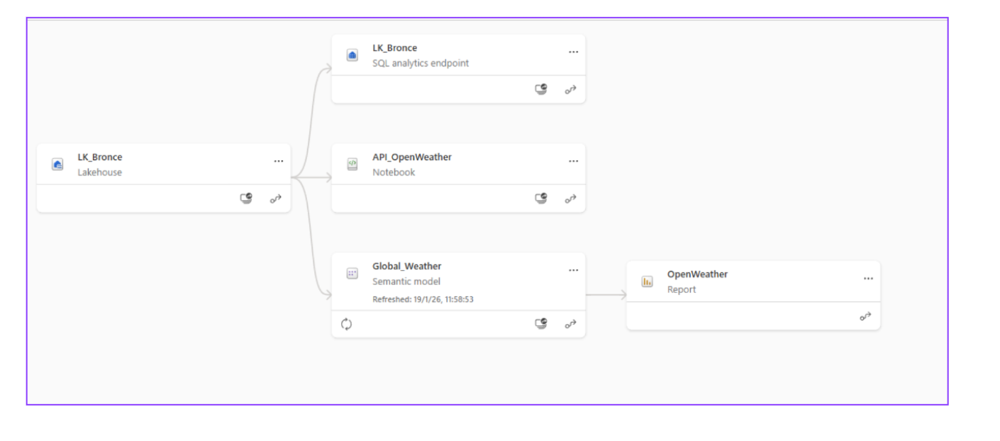 LK_Bronce
SQL analytics endpoint
LK_Bronce
Lakehouse
API_OpenWeather
Notebook
Global_Weather
Semantic model
Refreshed: 19/1/26, 11:58:53
OpenWeather
Report